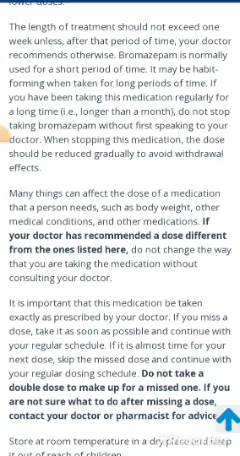 lower doses.
The length of treatment should not exceed one
week unless, after that period of time, your doctor
recommends otherwise. Bromazepam is normally
used for a short period of time. It may be habit-
forming when taken for long periods of time. If
you have been taking this medication regularly for
a long time (i.e., longer than a month), do not stop
taking bromazepam without first speaking to your
doctor. When stopping this medication, the dose
should be reduced gradually to avoid withdrawal
effects.
Many things can affect the dose of a medication
that a person needs, such as body weight, other
medical conditions, and other medications. If
your doctor has recommended a dose different
from the ones listed here, do not change the way
that you are taking the medication without
consulting your doctor.
It is important that this medication be taken
exactly as prescribed by your doctor. If you miss a
dose, take it as soon as possible and continue with
your regular schedule. If it is almost time for your
next dose, skip the missed dose and continue with
your regular dosing schedule. Do not take a
double dose to make up for a missed one. If you
are not sure what to do after missing a dose,
contact your doctor or pharmacist for advice
Store at room temperature in a dry place and keep
it out of reach of children